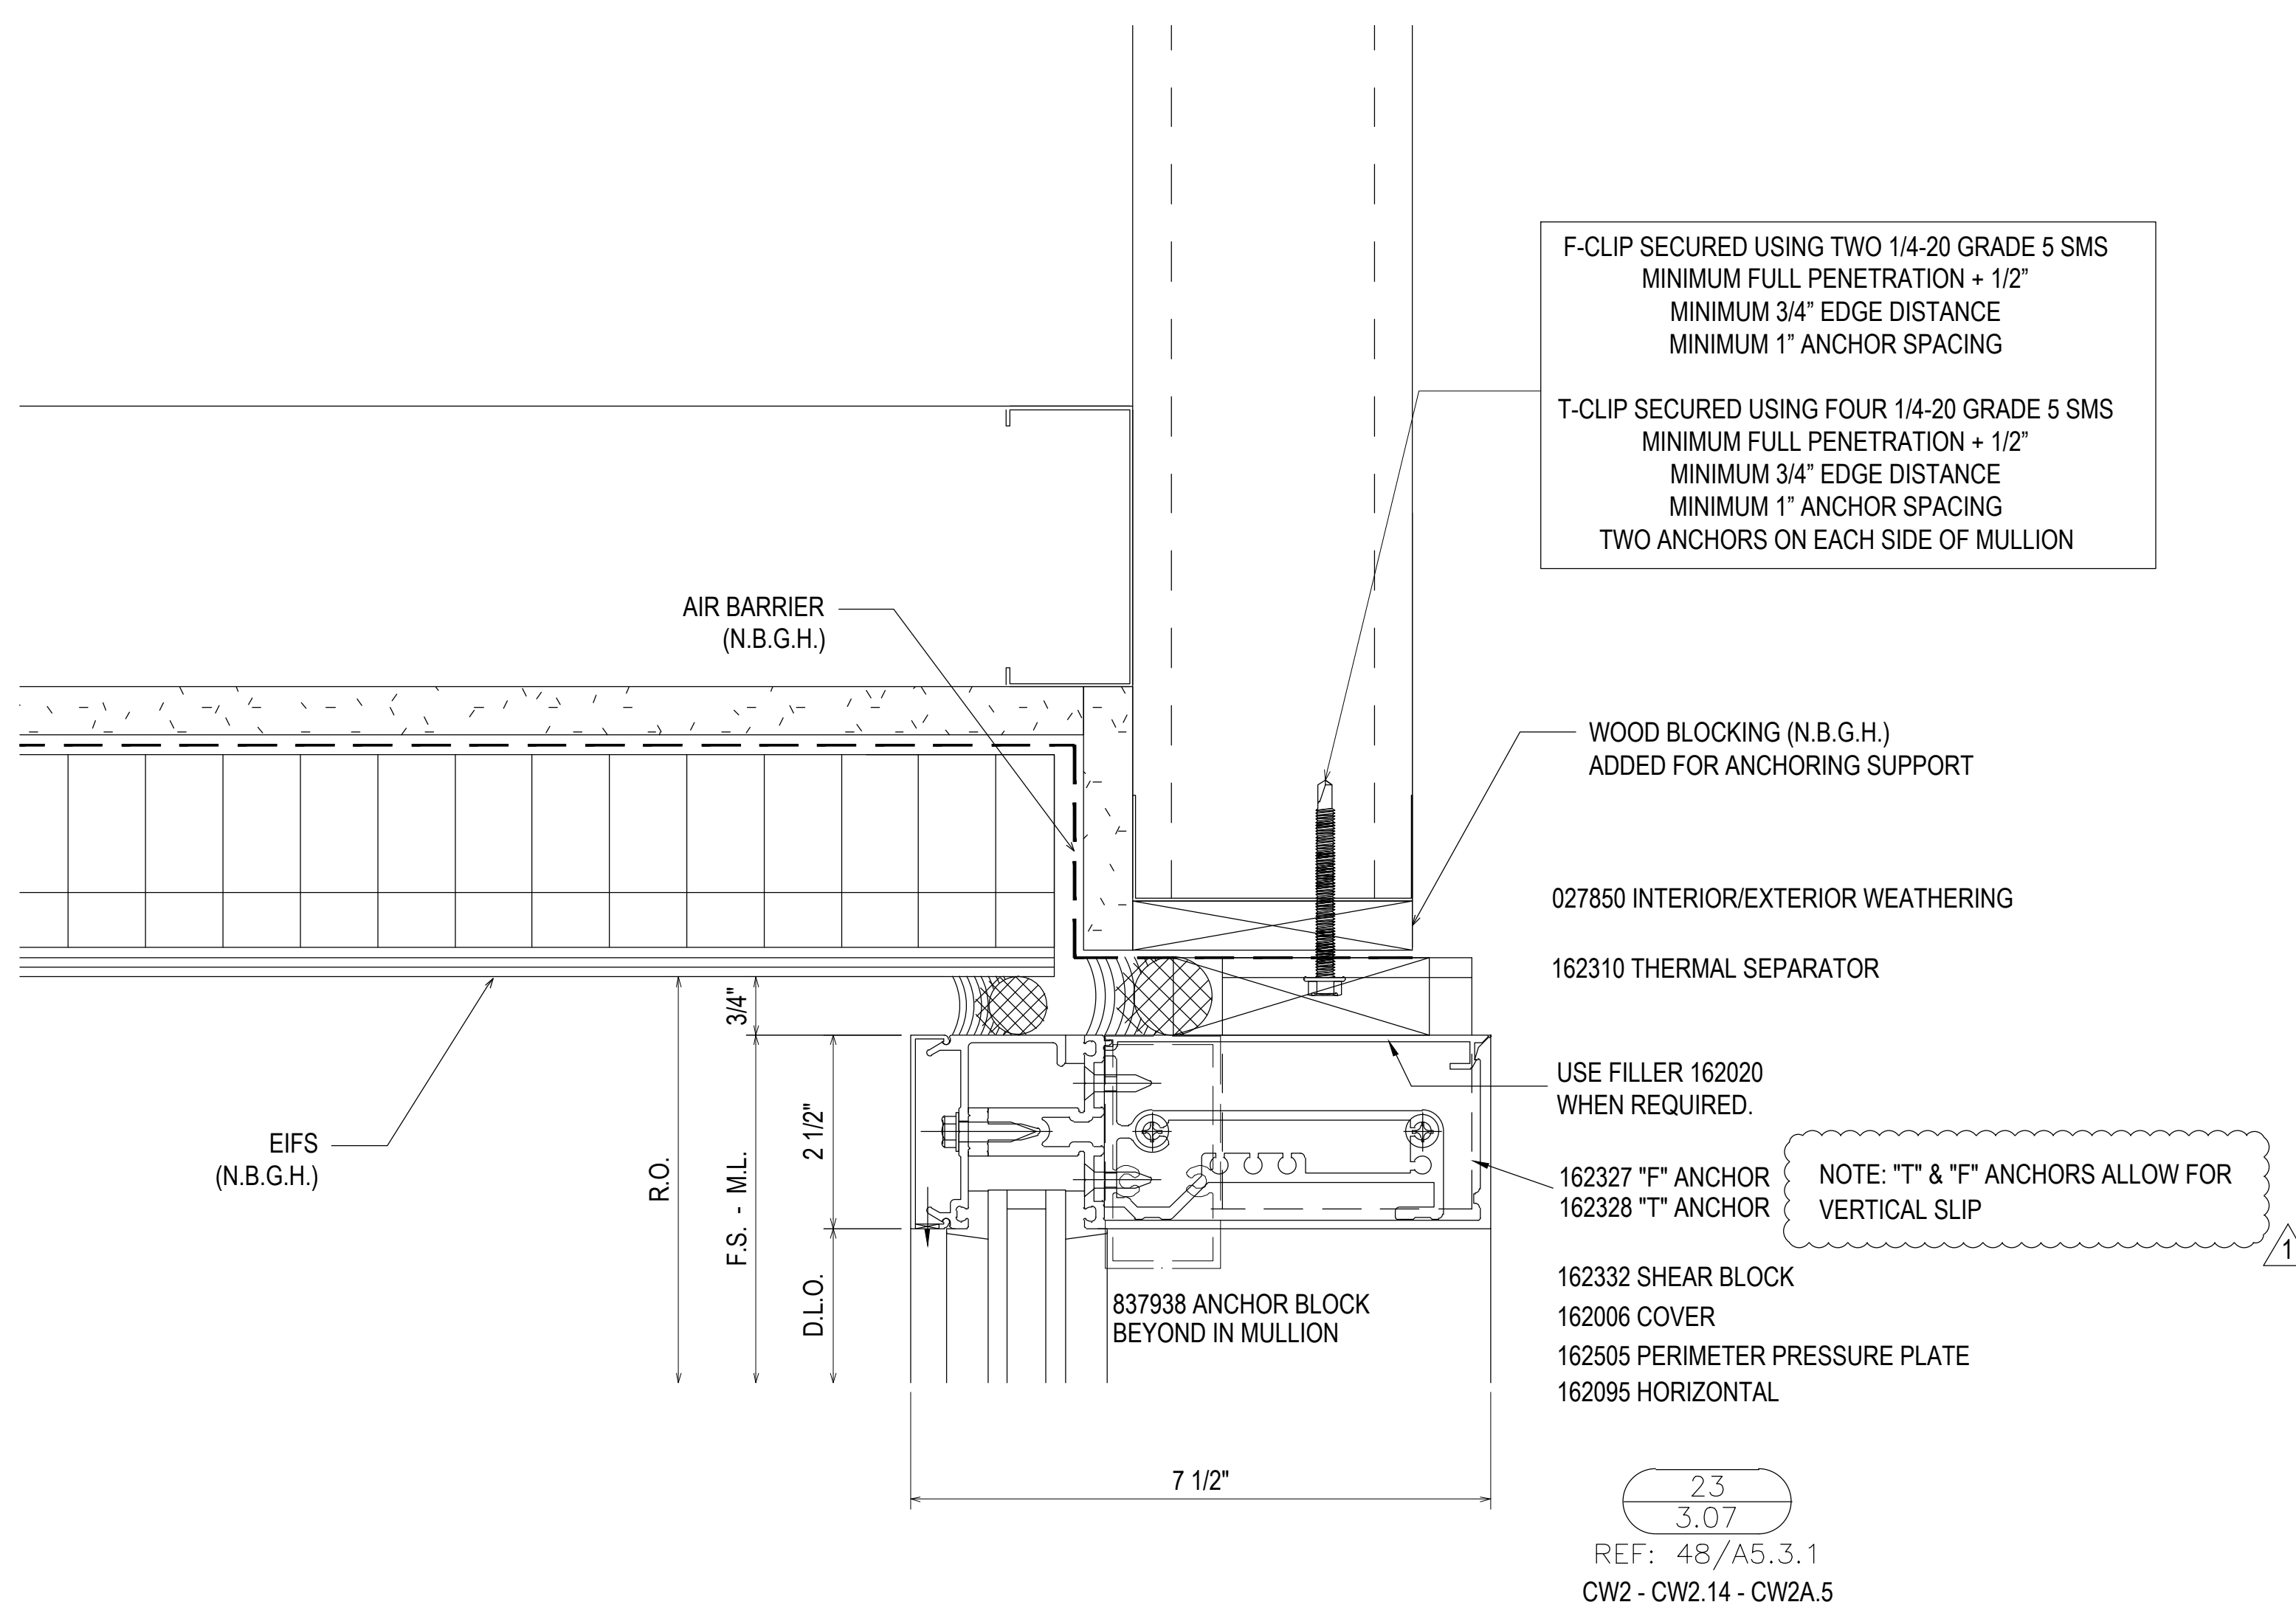 F-CLIP SECURED USING TWO 1/4-20 GRADE 5 SMS
MINIMUM FULL PENETRATION + 1/2”
MINIMUM 3/4” EDGE DISTANCE
MINIMUM 1” ANCHOR SPACING
T-CLIP SECURED USING FOUR 1/4-20 GRADE 5 SMS
MINIMUM FULL PENETRATION + 1/2”
MINIMUM 3/4” EDGE DISTANCE
MINIMUM 1” ANCHOR SPACING
TWO ANCHORS ON EACH SIDE OF MULLION
AIR BARRIER
(N.B.G.H.)
WOOD BLOCKING (N.B.G.H.)
ADDED FOR ANCHORING SUPPORT
027850 INTERIOR/EXTERIOR WEATHERING
162310 THERMAL SEPARATOR
3/4"
USE FILLER 162020
WHEN REQUIRED.
2 1/2"
EIFS
(N.B.G.H.)
R.O.
F.S. - M.L.
D.L.O.
162327 "F" ANCHOR
162328 "T" ANCHOR
NOTE: "T" & "F" ANCHORS ALLOW FOR
VERTICAL SLIP
1
837938 ANCHOR BLOCK
BEYOND IN MULLION
162332 SHEAR BLOCK
162006 COVER
162505 PERIMETER PRESSURE PLATE
162095 HORIZONTAL
7 1/2"
23
3.07
REF: 48/A5.3.1
CW2 - CW2.14 - CW2A.5